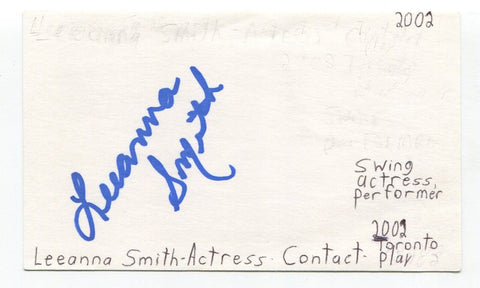 2002
Leeanna
Smith
Swing
actress,
performer
2002
Toronto
Leeanna Smith-Actress- Contact- play